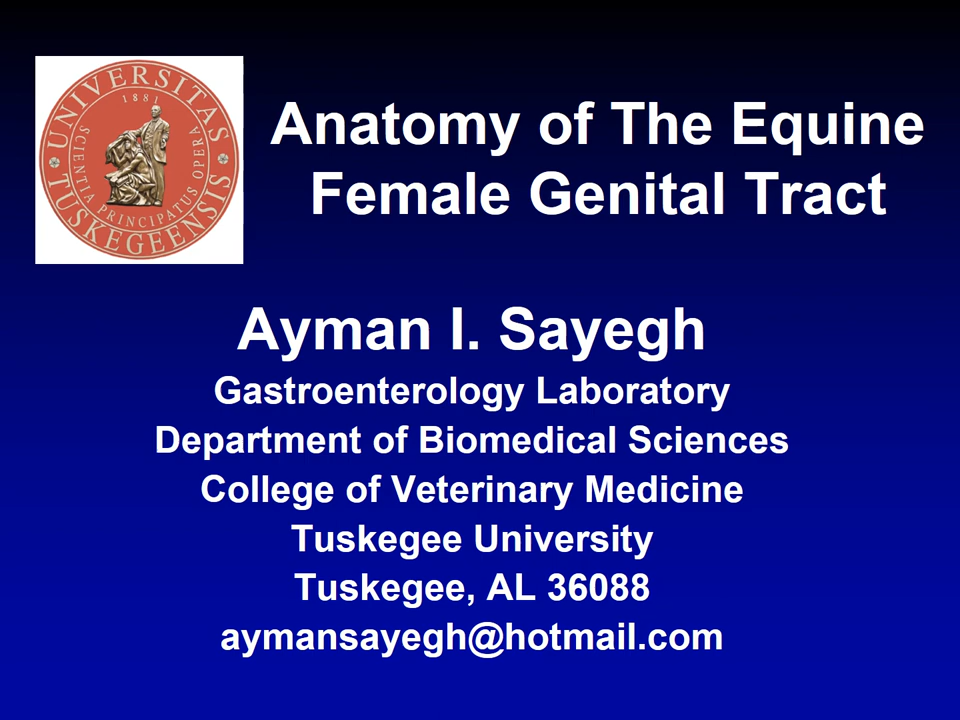 UNIVERSITAS TUSKEGEENSIS
1881
SCIENTIA PRINCIPATUS OPERA
Anatomy of The Equine
Female Genital Tract
Ayman I. Sayegh
Gastroenterology Laboratory
Department of Biomedical Sciences
College of Veterinary Medicine
Tuskegee University
Tuskegee, AL 36088
aymansayegh@hotmail.com